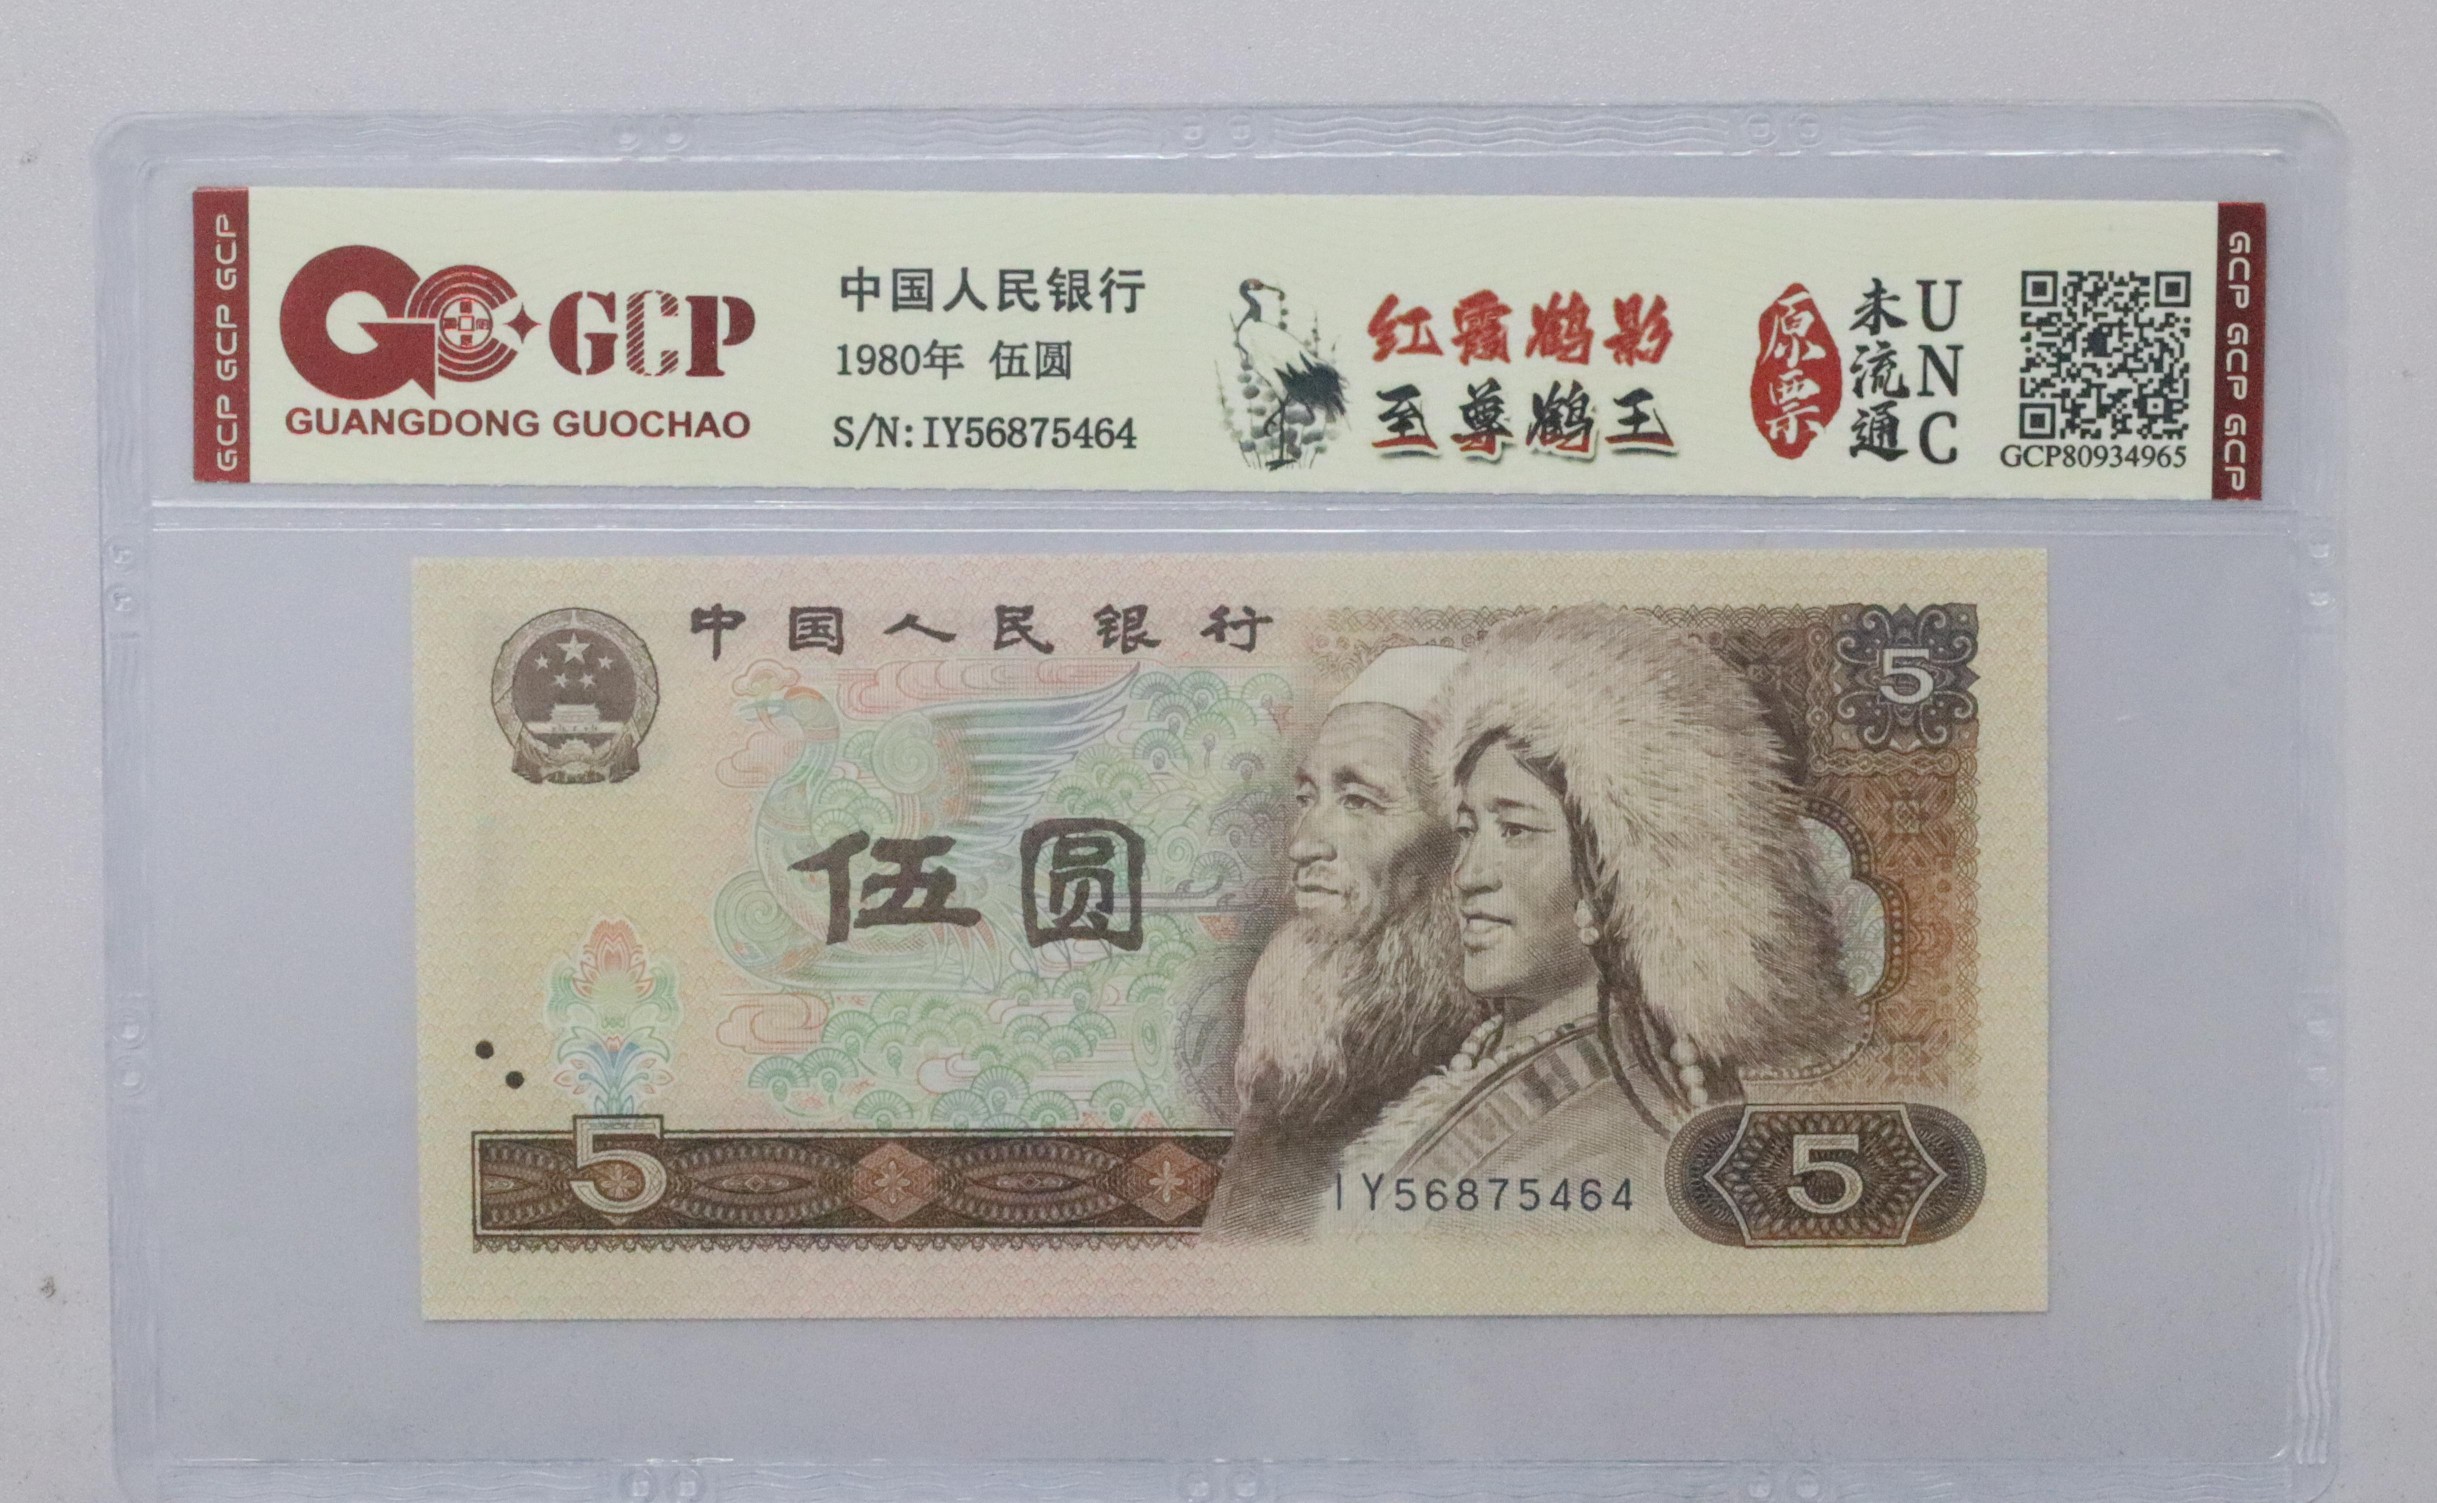 GCP GCP GCP
GCP
GUANGDONG GUOCHAO
中国人民银行
1980年 伍圆
S/N:IY56875464
红霞鹤影
至尊鹤王
原票
未流通
UNC
GCP80934965
GCP GCP GCP
中国人民银行
5
伍圆
5
IY56875464
5